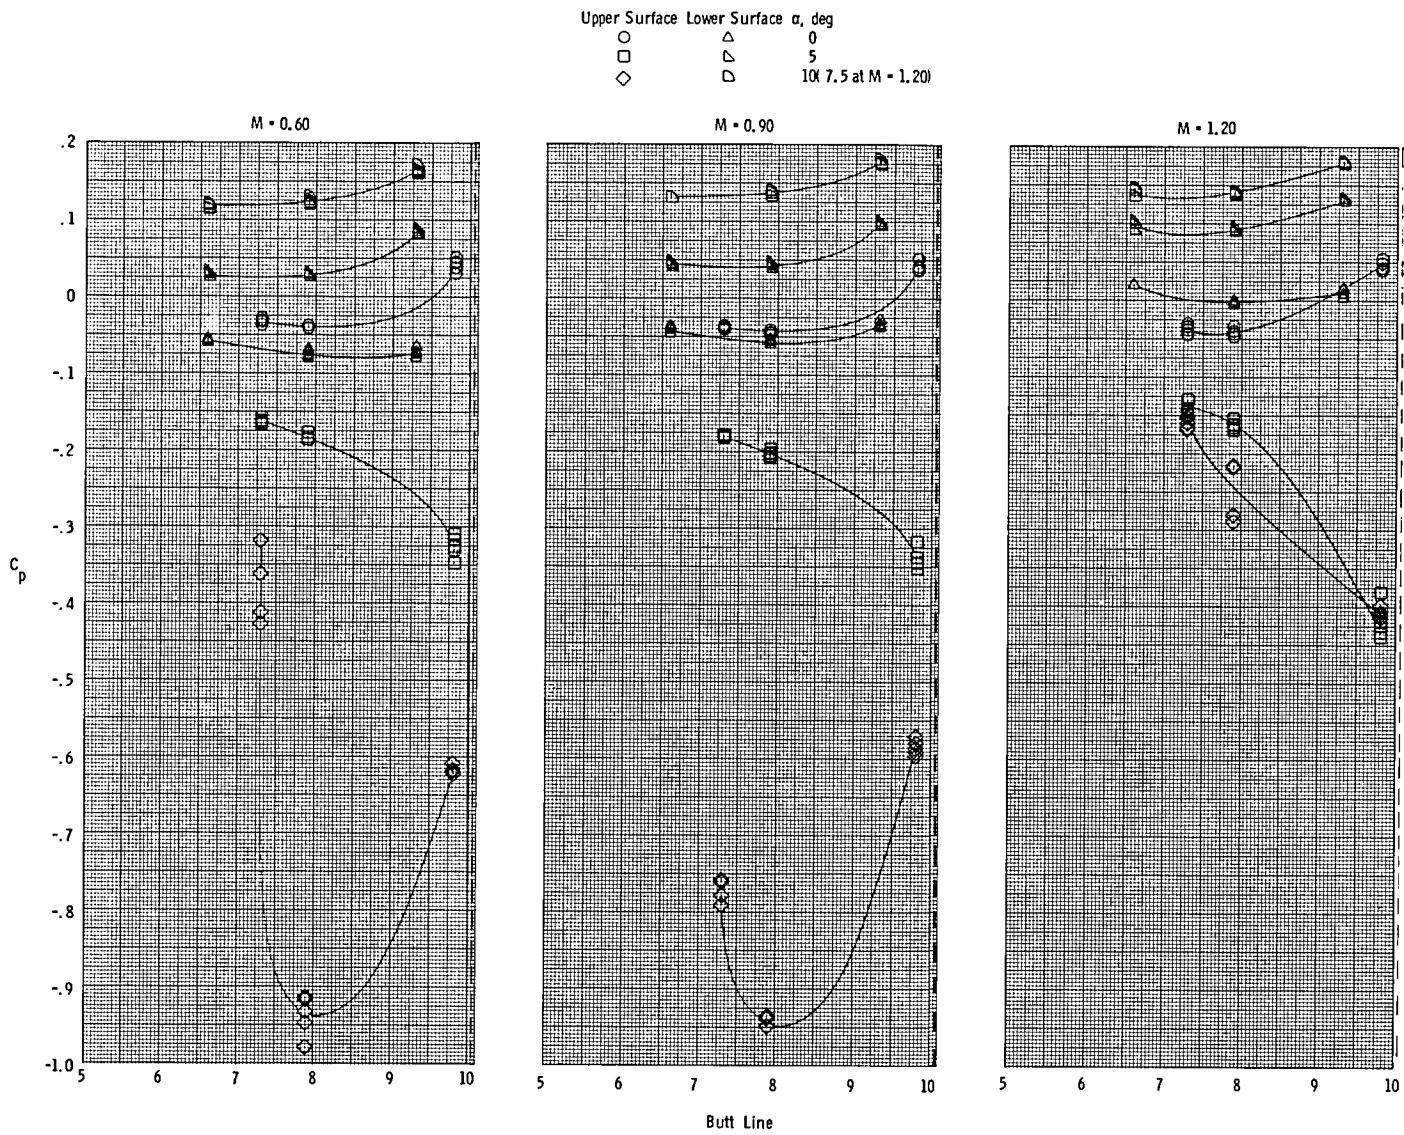 Upper Surface Lower Surface α, deg
0
5
10( 7.5 at M = 1.20)
M = 0.60
M = 0.90
M = 1.20
.2
.1
0
-.1
-.2
-.3
Cp
-.4
-.5
-.6
-.7
-.8
-.9
-1.0
5 6 7 8 9 10
5 6 7 8 9 10
5 6 7 8 9 10
Butt Line